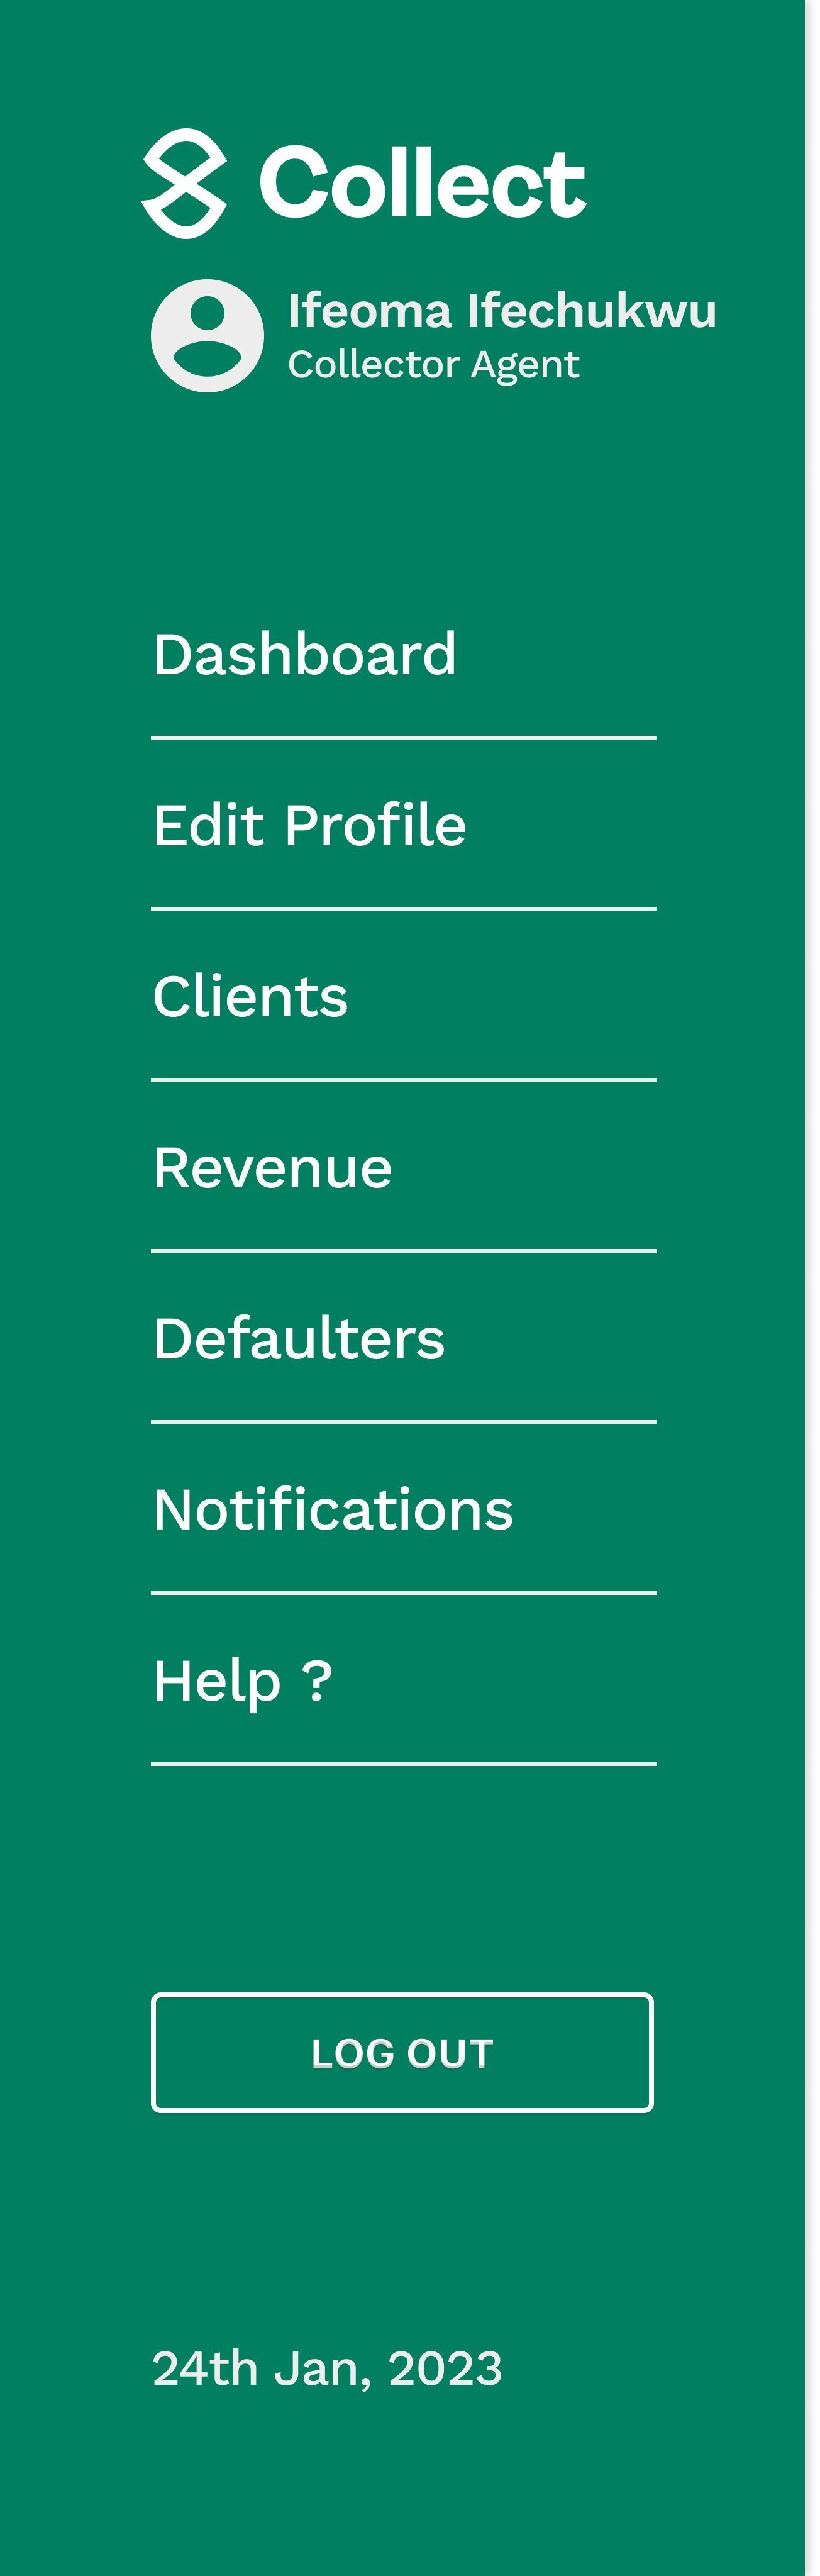 Collect
Ifeoma Ifechukwu
Collector Agent
Dashboard
Edit Profile
Clients
Revenue
Defaulters
Notifications
Help ?
LOG OUT
24th Jan, 2023